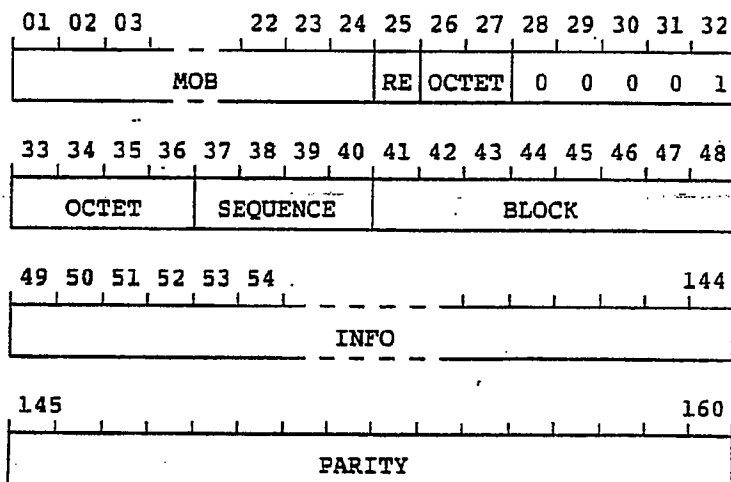 01 02 03 22 23 24 25 26 27 28 29 30 31 32
MOB RE OCTET 0 0 0 0 1
33 34 35 36 37 38 39 40 41 42 43 44 45 46 47 48
OCTET SEQUENCE BLOCK
49 50 51 52 53 54 144
INFO
145 160
PARITY